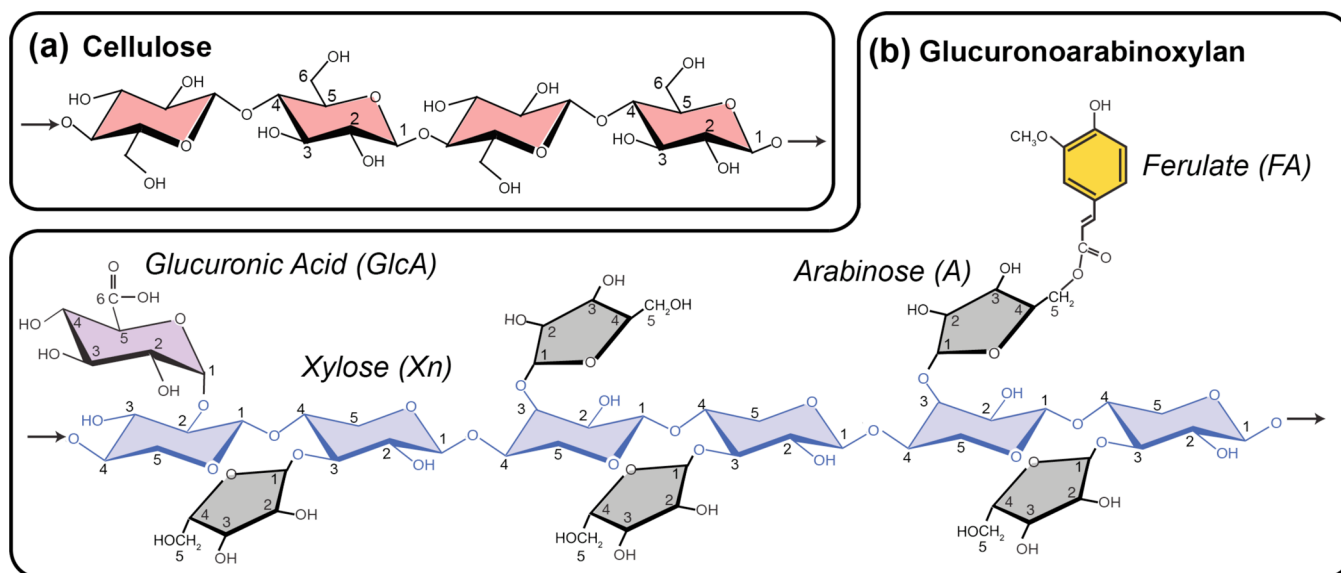 (a) Cellulose
OH
6
OH
HO
O
4
5
O
O
HO
2
1
O
3
OH
OH
O
OH
HO
O
OH
6
OH
5
O
4
HO
2
1
O
3
OH
O
OH
(b) Glucuronoarabinoxylan
OH
CH₃O
Ferulate (FA)
C
O
O
CH₂
5
Glucuronic Acid (GlcA)
O
6 C
OH
HO
4
5
O
HO
3
2
OH
1
O
Xylose (Xn)
OH
HO
3
2
4
CH₂OH
5
1
O
O
Arabinose (A)
OH
HO
3
2
4
1
O
O
HO
3
2
1
O
4
5
O
O
4
5
O
1
O
2
OH
3
O
3
2
OH
1
O
4
5
O
4
5
O
1
O
2
OH
3
O
3
2
OH
1
O
4
5
O
4
5
O
1
O
2
OH
3
O
O
1
2
OH
3
4
HOCH₂
5
OH
O
1
2
OH
3
4
HOCH₂
5
OH
O
1
2
OH
3
4
HOCH₂
5
OH